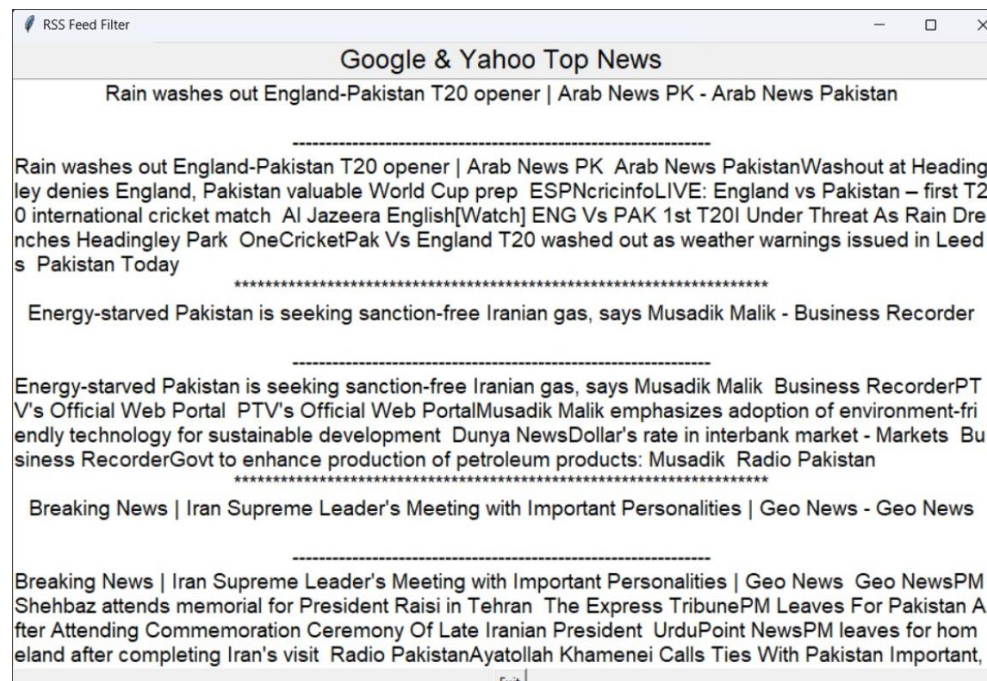 RSS Feed Filter
Google & Yahoo Top News
Rain washes out England-Pakistan T20 opener | Arab News PK - Arab News Pakistan
----------------------------------------------------------------
Rain washes out England-Pakistan T20 opener | Arab News PK  Arab News PakistanWashout at Heading
ley denies England, Pakistan valuable World Cup prep  ESPNcricinfoLIVE: England vs Pakistan – first T2
0 international cricket match  Al Jazeera English[Watch] ENG Vs PAK 1st T20I Under Threat As Rain Dre
nches Headingley Park  OneCricketPak Vs England T20 washed out as weather warnings issued in Leed
s  Pakistan Today
**********************************************************************
Energy-starved Pakistan is seeking sanction-free Iranian gas, says Musadik Malik - Business Recorder
----------------------------------------------------------------
Energy-starved Pakistan is seeking sanction-free Iranian gas, says Musadik Malik  Business RecorderPT
V's Official Web Portal  PTV's Official Web PortalMusadik Malik emphasizes adoption of environment-fri
endly technology for sustainable development  Dunya NewsDollar's rate in interbank market - Markets  Bu
siness RecorderGovt to enhance production of petroleum products: Musadik  Radio Pakistan
**********************************************************************
Breaking News | Iran Supreme Leader's Meeting with Important Personalities | Geo News - Geo News
----------------------------------------------------------------
Breaking News | Iran Supreme Leader's Meeting with Important Personalities | Geo News  Geo NewsPM
Shehbaz attends memorial for President Raisi in Tehran  The Express TribunePM Leaves For Pakistan A
fter Attending Commemoration Ceremony Of Late Iranian President  UrduPoint NewsPM leaves for hom
eland after completing Iran's visit  Radio PakistanAyatollah Khamenei Calls Ties With Pakistan Important,
Exit